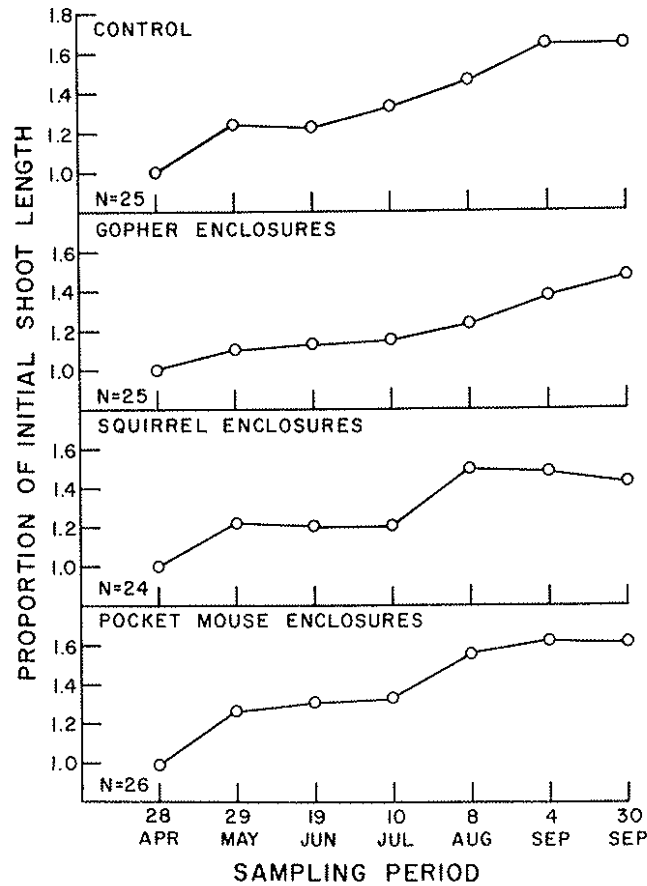 PROPORTION OF INITIAL SHOOT LENGTH
1.8
CONTROL
1.6
1.4
1.2
1.0
N=25
GOPHER ENCLOSURES
1.6
1.4
1.2
1.0
N=25
SQUIRREL ENCLOSURES
1.6
1.4
1.2
1.0
N=24
POCKET MOUSE ENCLOSURES
1.6
1.4
1.2
1.0
N=26
28 29 19 10 8 4 30
APR MAY JUN JUL AUG SEP SEP
SAMPLING PERIOD